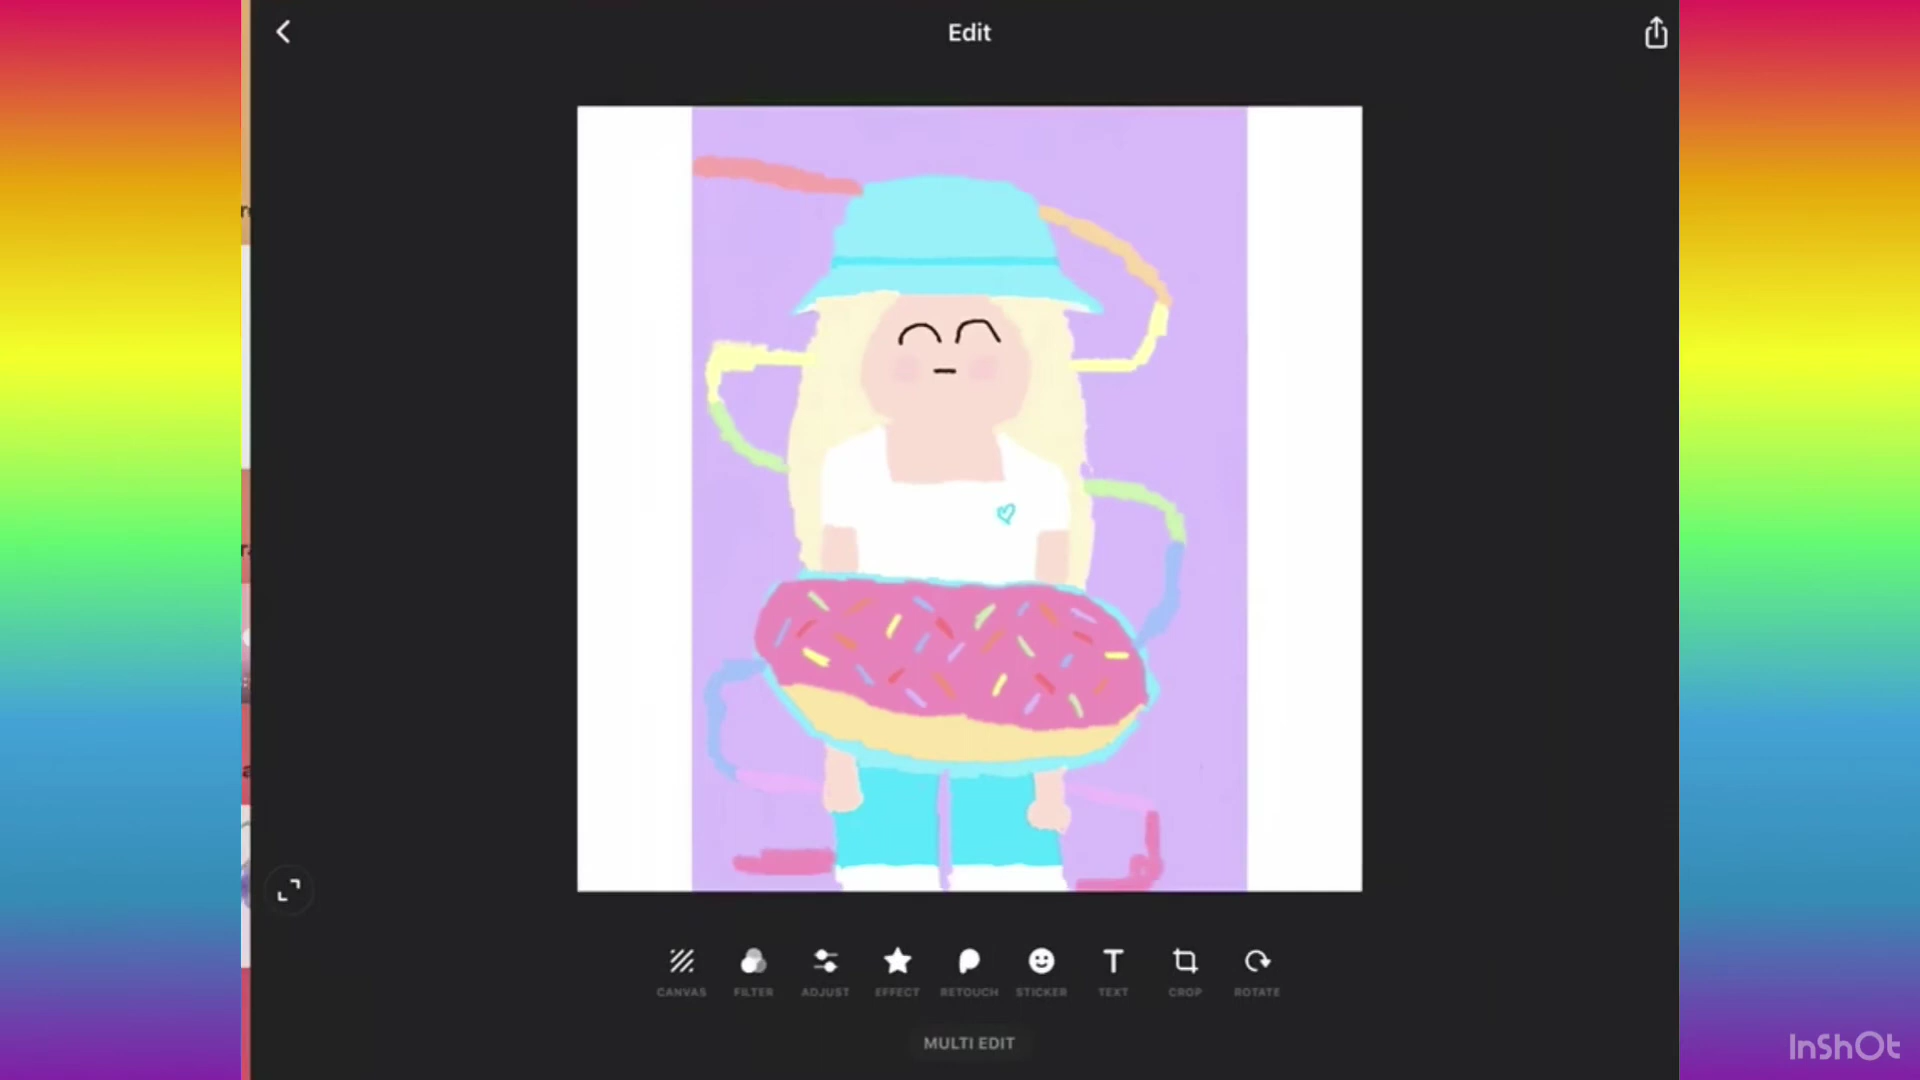 Edit
CANVAS FILTER ADJUST EFFECT RETOUCH STICKER TEXT CROP ROTATE
MULTI EDIT
InShOt